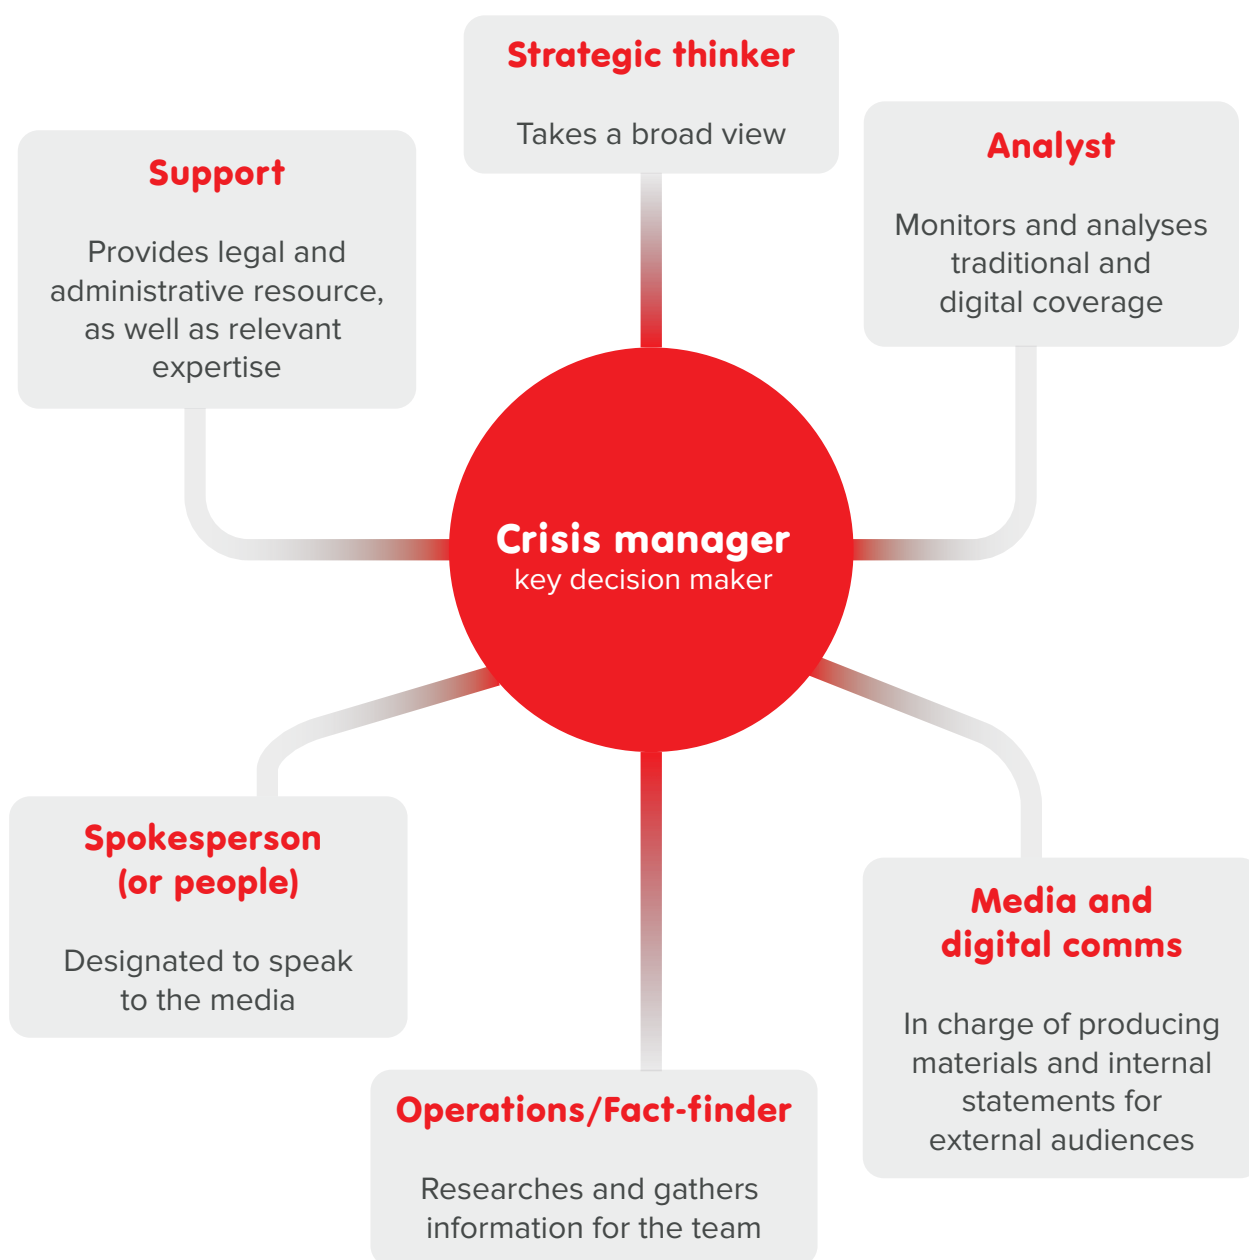 Strategic thinker
Takes a broad view
Analyst
Monitors and analyses
traditional and
digital coverage
Support
Provides legal and
administrative resource,
as well as relevant
expertise
Crisis manager
key decision maker
Spokesperson
(or people)
Designated to speak
to the media
Media and
digital comms
In charge of producing
materials and internal
statements for
external audiences
Operations/Fact-finder
Researches and gathers
information for the team